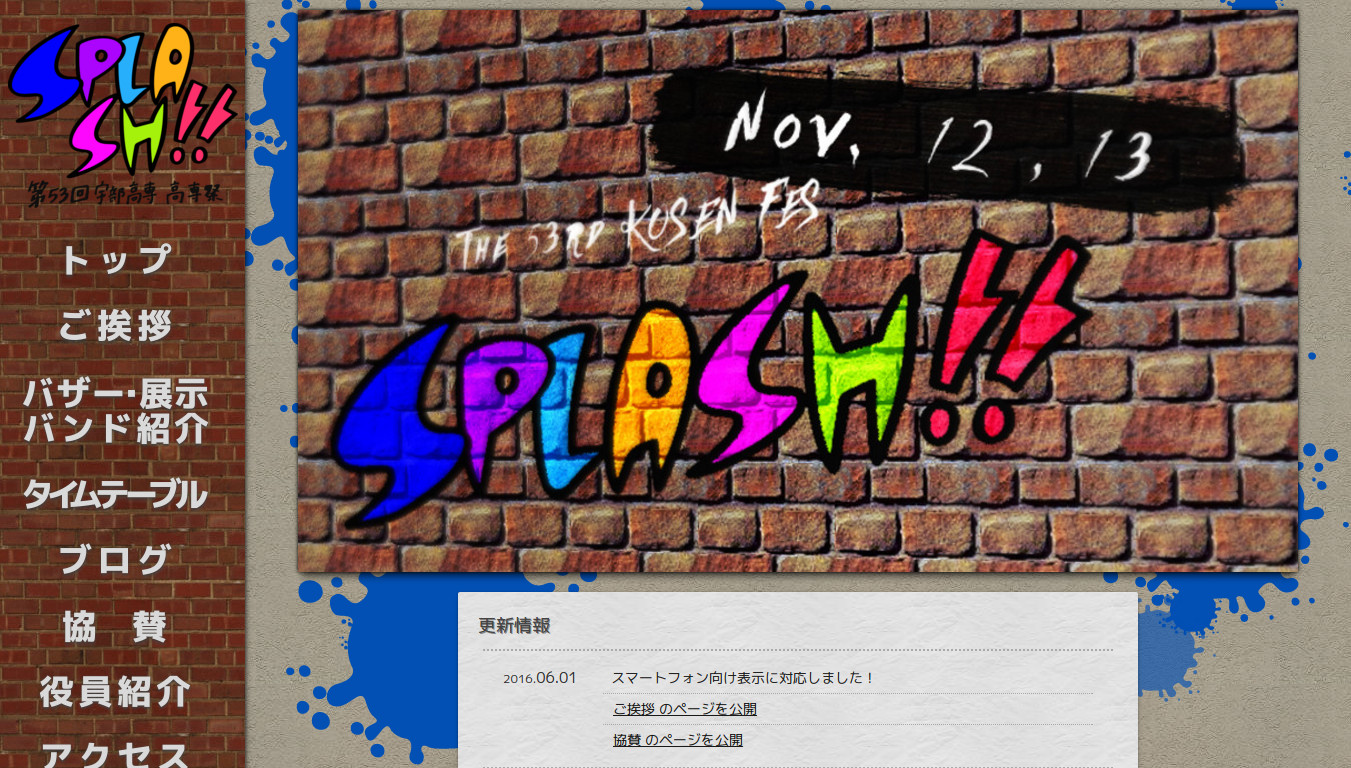 SPLA
SH!!
第53回 宇部高専 高専祭
トップ
ご挨拶
バザー・展示
バンド紹介
タイムテーブル
ブログ
協 賛
役員紹介
アクセス
NOV. 12, 13
THE 53RD KOSEN FES
SPLASH!!
更新情報
2016.06.01 スマートフォン向け表示に対応しました！
ご挨拶 のページを公開
協賛 のページを公開